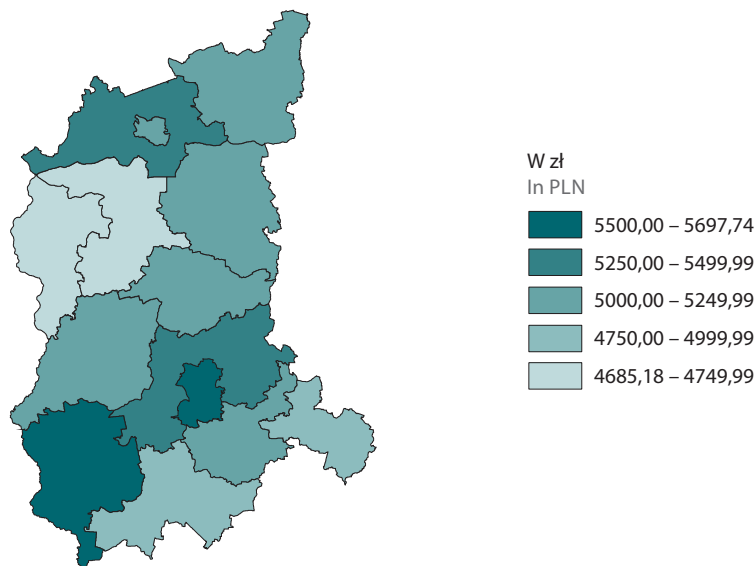 W zł
In PLN
5500,00 – 5697,74
5250,00 – 5499,99
5000,00 – 5249,99
4750,00 – 4999,99
4685,18 – 4749,99